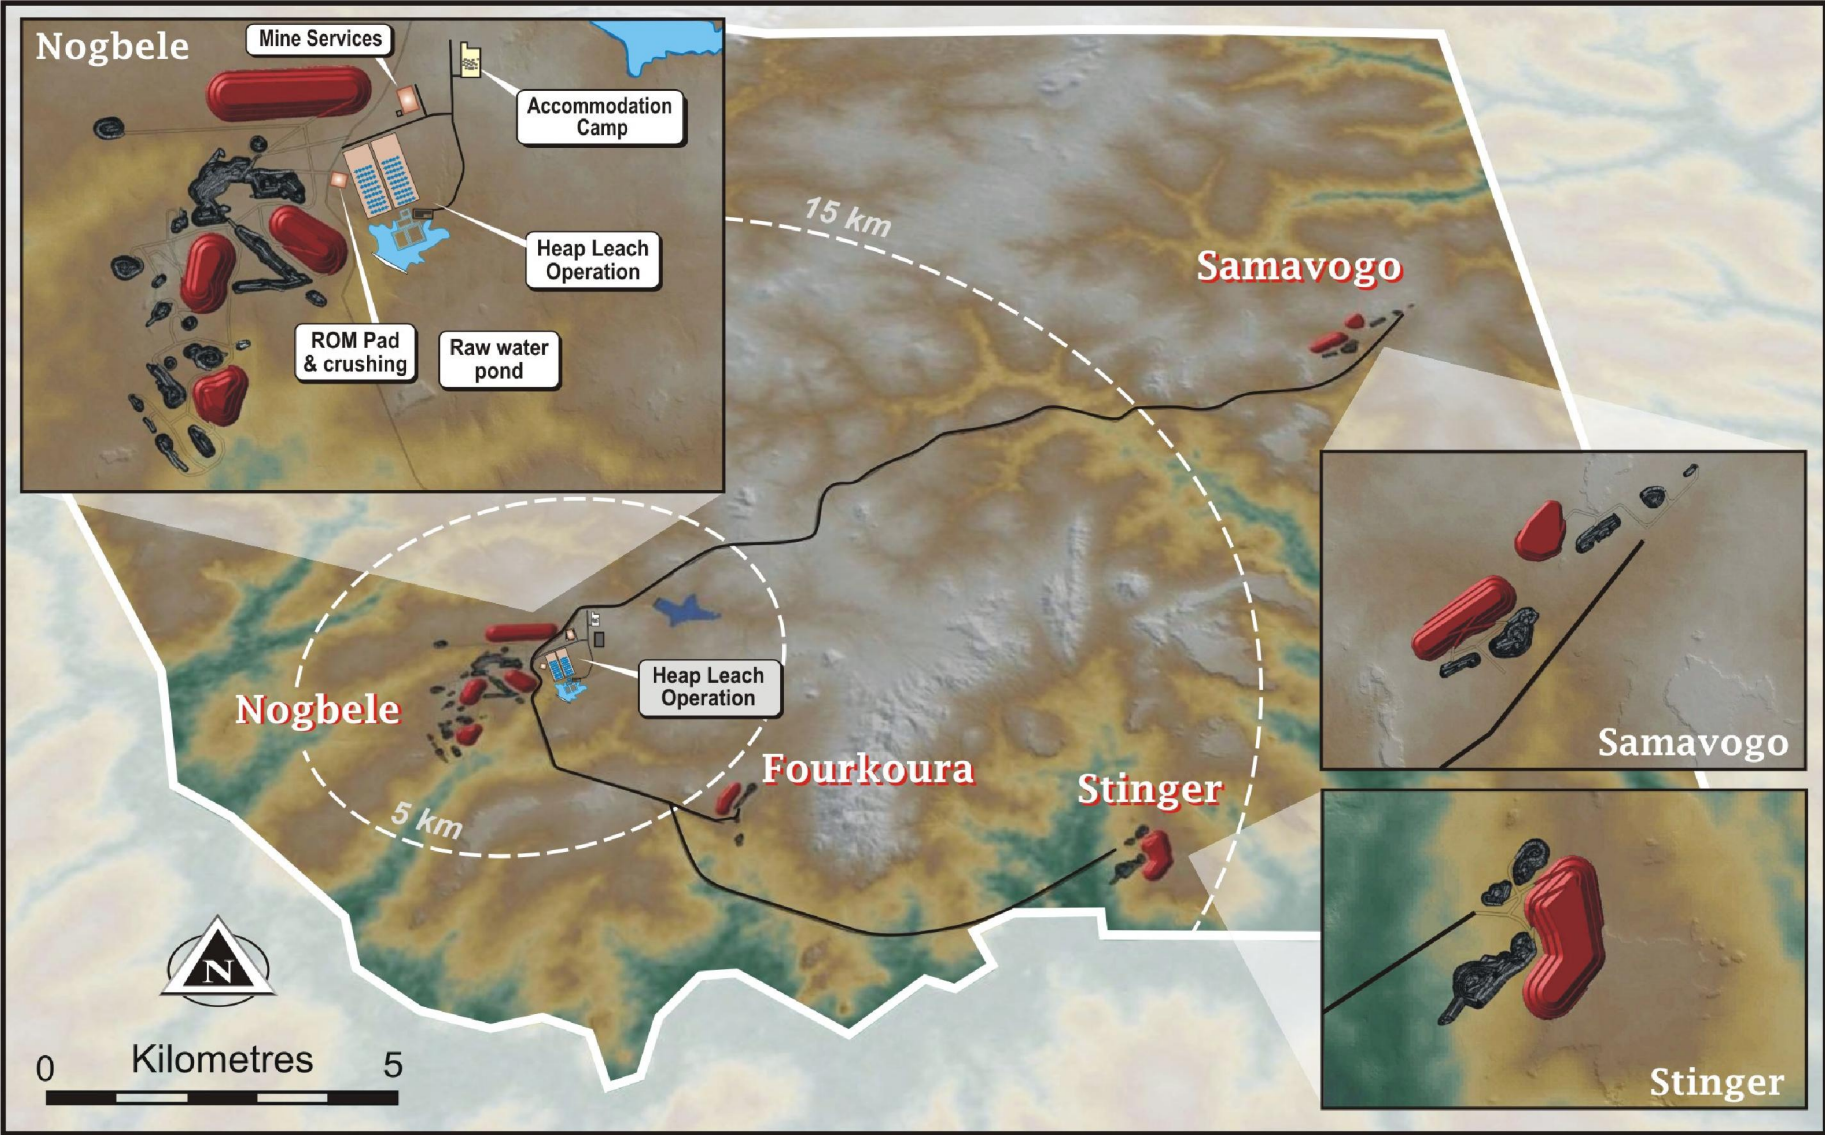 Nogbele
Mine Services
Accommodation
Camp
Heap Leach
Operation
ROM Pad
& crushing
Raw water
pond
15 km
Samavogo
Heap Leach
Operation
Nogbele
Fourkoura
Stinger
5 km
Samavogo
Stinger
N
0 Kilometres 5